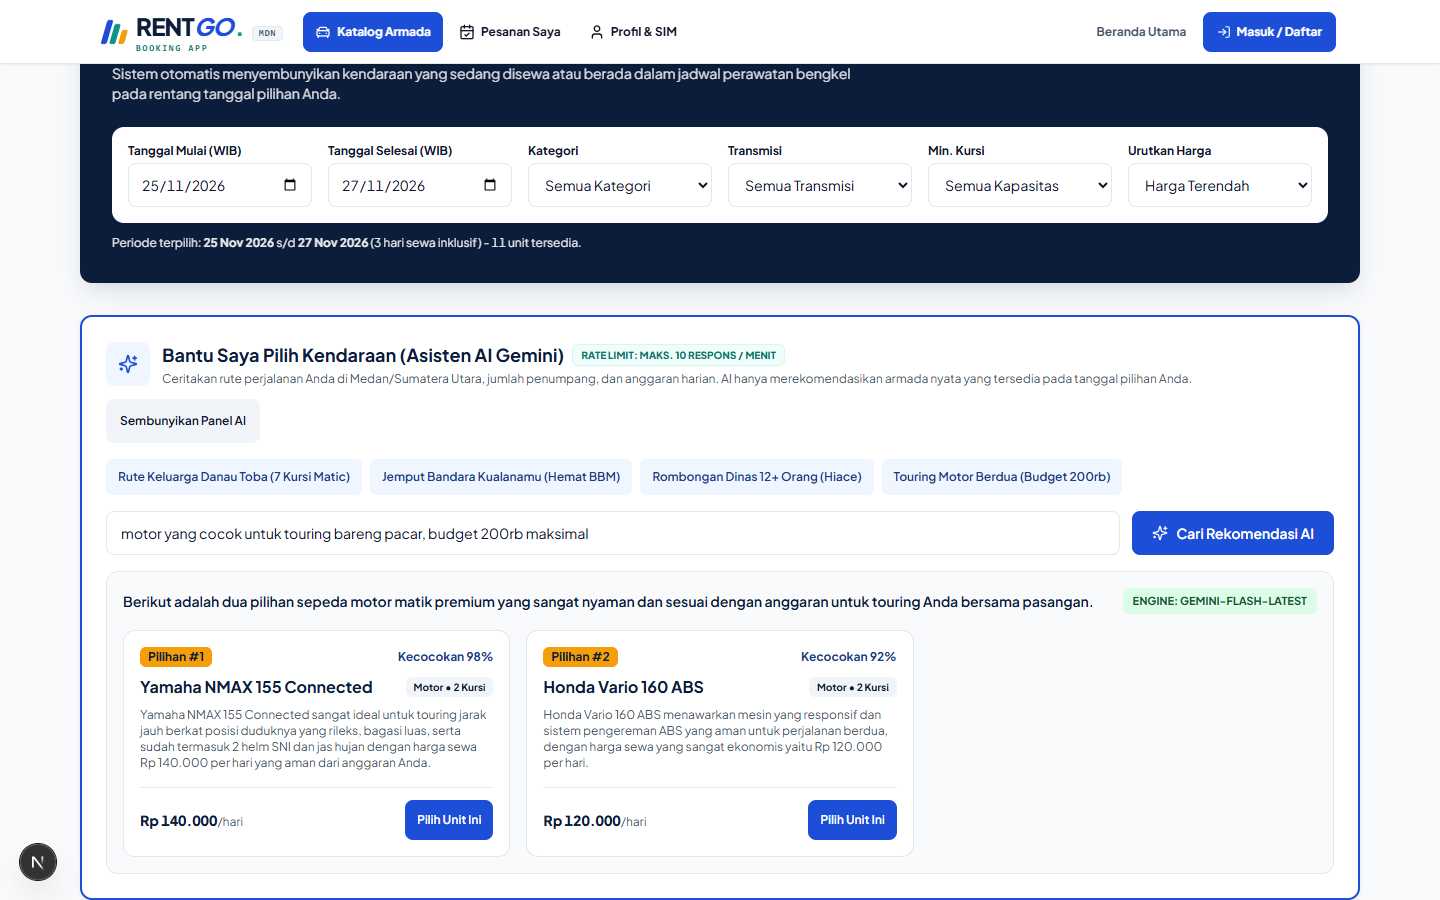 RENTGO.
BOOKING APP
MDN
Katalog Armada
Pesanan Saya
Profil & SIM
Beranda Utama
Masuk / Daftar
Sistem otomatis menyembunyikan kendaraan yang sedang disewa atau berada dalam jadwal perawatan bengkel
pada rentang tanggal pilihan Anda.
Tanggal Mulai (WIB)
Tanggal Selesai (WIB)
Kategori
Transmisi
Min. Kursi
Urutkan Harga
25/11/2026
27/11/2026
Semua Kategori
Semua Transmisi
Semua Kapasitas
Harga Terendah
Periode terpilih: 25 Nov 2026 s/d 27 Nov 2026 (3 hari sewa inklusif) - 11 unit tersedia.
Bantu Saya Pilih Kendaraan (Asisten AI Gemini)
RATE LIMIT: MAKS. 10 RESPONS / MENIT
Ceritakan rute perjalanan Anda di Medan/Sumatera Utara, jumlah penumpang, dan anggaran harian. AI hanya merekomendasikan armada nyata yang tersedia pada tanggal pilihan Anda.
Sembunyikan Panel AI
Rute Keluarga Danau Toba (7 Kursi Matic)
Jemput Bandara Kualanamu (Hemat BBM)
Rombongan Dinas 12+ Orang (Hiace)
Touring Motor Berdua (Budget 200rb)
motor yang cocok untuk touring bareng pacar, budget 200rb maksimal
Cari Rekomendasi AI
Berikut adalah dua pilihan sepeda motor matik premium yang sangat nyaman dan sesuai dengan anggaran untuk touring Anda bersama pasangan.
ENGINE: GEMINI-FLASH-LATEST
Pilihan #1
Kecocokan 98%
Yamaha NMAX 155 Connected
Motor • 2 Kursi
Yamaha NMAX 155 Connected sangat ideal untuk touring jarak
jauh berkat posisi duduknya yang rileks, bagasi luas, serta
sudah termasuk 2 helm SNI dan jas hujan dengan harga sewa
Rp 140.000 per hari yang aman dari anggaran Anda.
Rp 140.000/hari
Pilih Unit Ini
Pilihan #2
Kecocokan 92%
Honda Vario 160 ABS
Motor • 2 Kursi
Honda Vario 160 ABS menawarkan mesin yang responsif dan
sistem pengereman ABS yang aman untuk perjalanan berdua,
dengan harga sewa yang sangat ekonomis yaitu Rp 120.000
per hari.
Rp 120.000/hari
Pilih Unit Ini
N